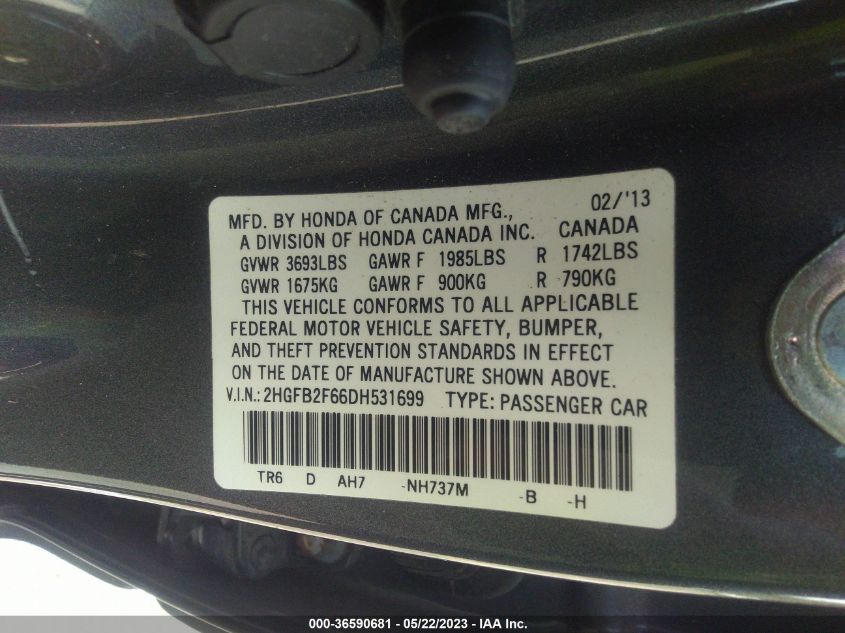 02/'13
MFD. BY HONDA OF CANADA MFG.,
A DIVISION OF HONDA CANADA INC. CANADA
GVWR 3693LBS GAWR F 1985LBS R 1742LBS
GVWR 1675KG GAWR F 900KG R 790KG
THIS VEHICLE CONFORMS TO ALL APPLICABLE
FEDERAL MOTOR VEHICLE SAFETY, BUMPER,
AND THEFT PREVENTION STANDARDS IN EFFECT
ON THE DATE OF MANUFACTURE SHOWN ABOVE.
V.I.N.: 2HGFB2F66DH531699 TYPE: PASSENGER CAR
TR6 D AH7 -NH737M -B -H
000-36590681 - 05/22/2023 - IAA Inc.